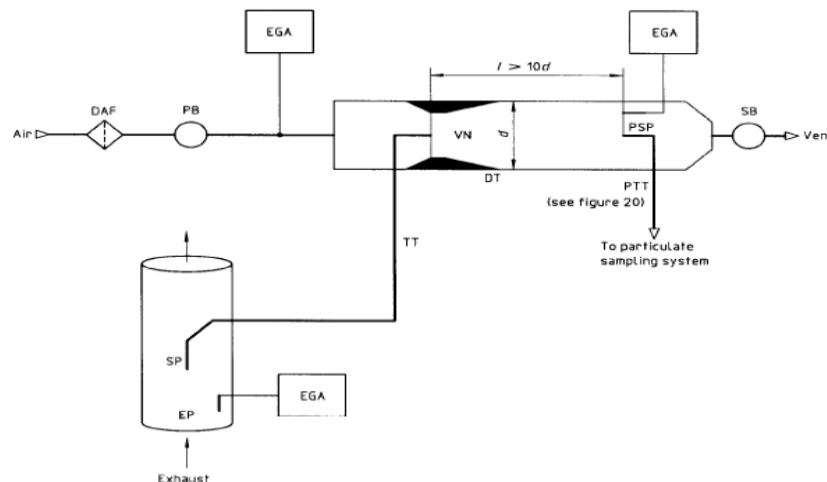 EGA
EGA
l > 10d
DAF
PB
SB
Air
VN
d
PSP
Ven
DT
PTT
(see figure 20)
TT
To particulate
sampling system
SP
EGA
EP
Exhaust